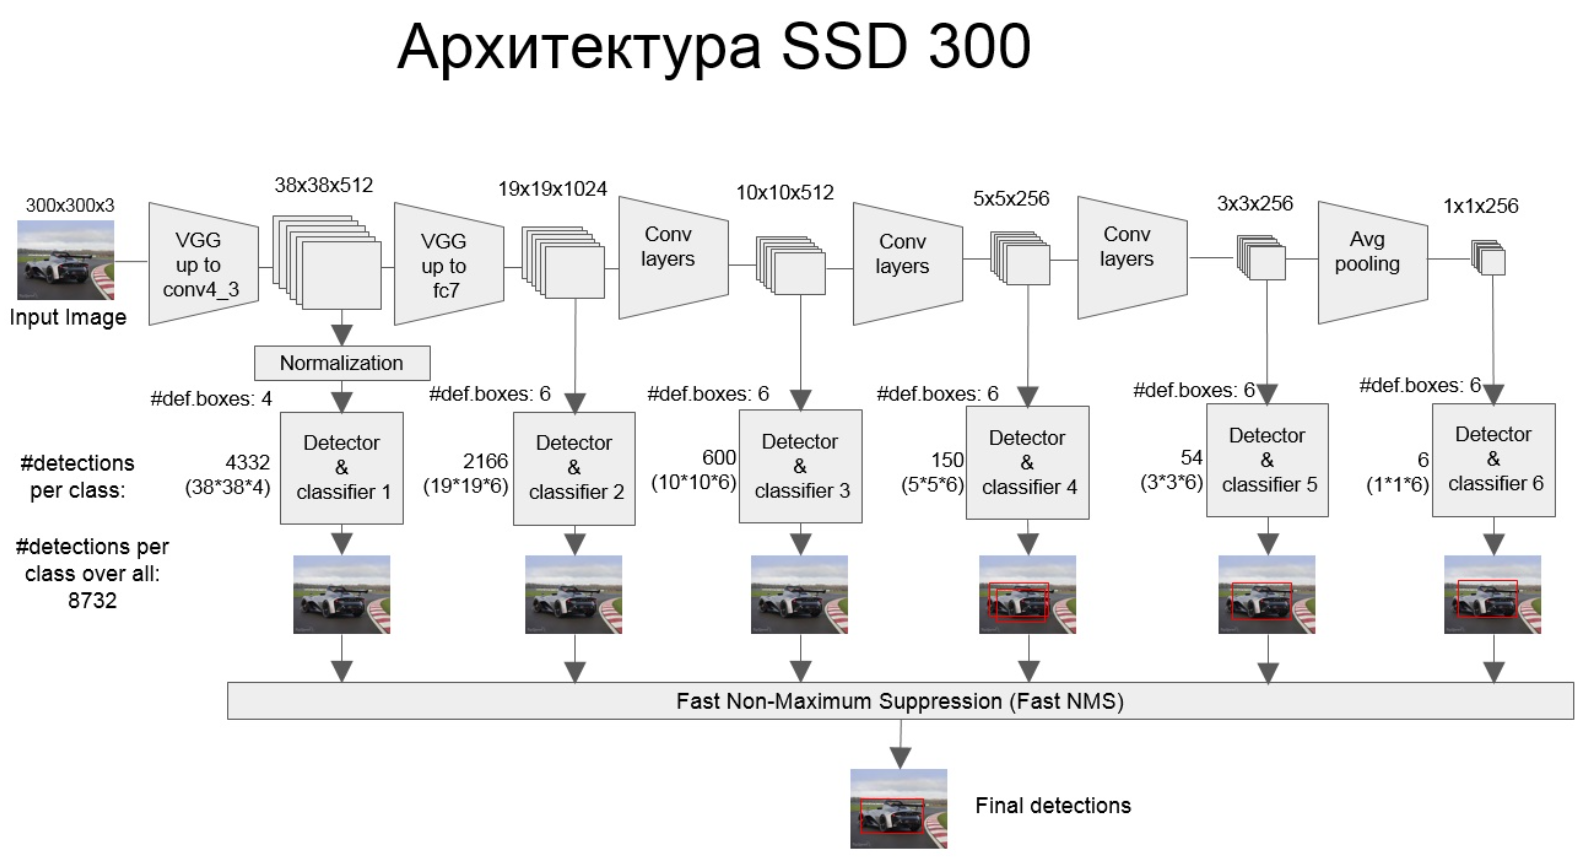 Архитектура SSD 300
300x300x3
38x38x512
19x19x1024
10x10x512
5x5x256
3x3x256
1x1x256
VGG
up to
conv4_3
VGG
up to
fc7
Conv
layers
Conv
layers
Conv
layers
Avg
pooling
Input Image
Normalization
#def.boxes: 4
#def.boxes: 6
#def.boxes: 6
#def.boxes: 6
#def.boxes: 6
#def.boxes: 6
#detections
per class:
4332
(38*38*4)
Detector
&
classifier 1
2166
(19*19*6)
Detector
&
classifier 2
600
(10*10*6)
Detector
&
classifier 3
150
(5*5*6)
Detector
&
classifier 4
54
(3*3*6)
Detector
&
classifier 5
6
(1*1*6)
Detector
&
classifier 6
#detections per
class over all:
8732
Fast Non-Maximum Suppression (Fast NMS)
Final detections